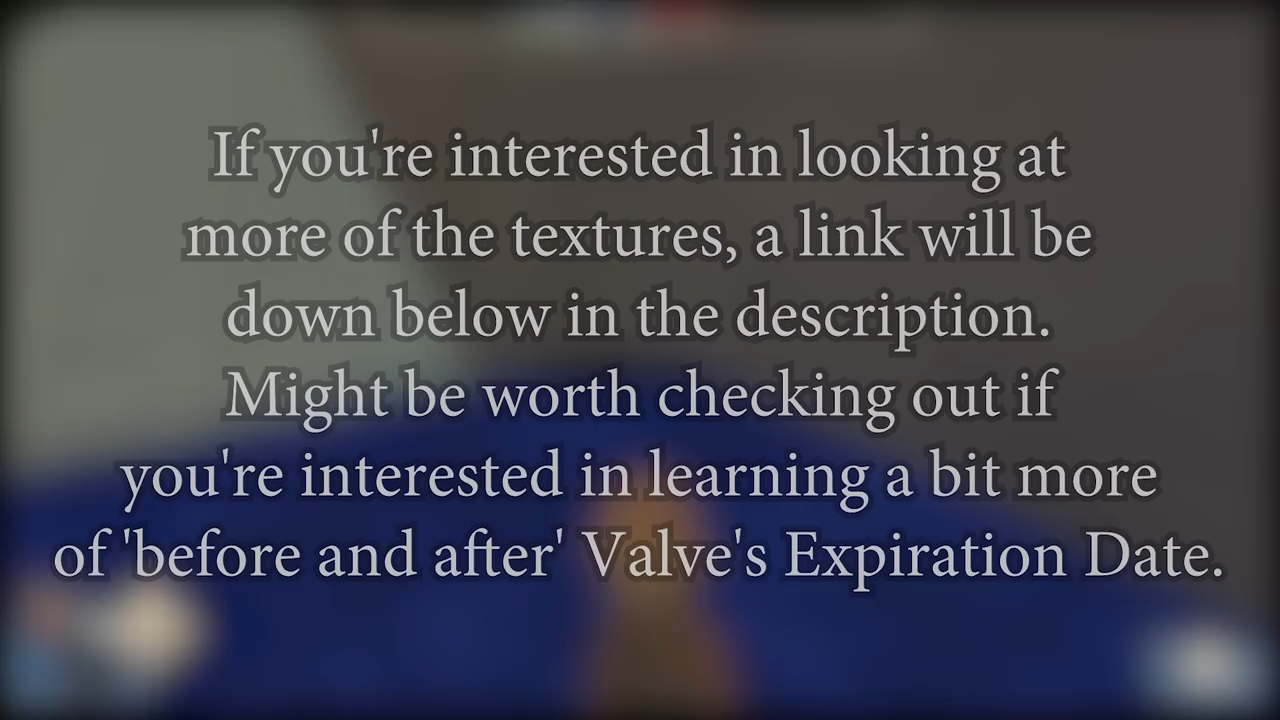 If you're interested in looking at
more of the textures, a link will be
down below in the description.
Might be worth checking out if
you're interested in learning a bit more
of 'before and after' Valve's Expiration Date.